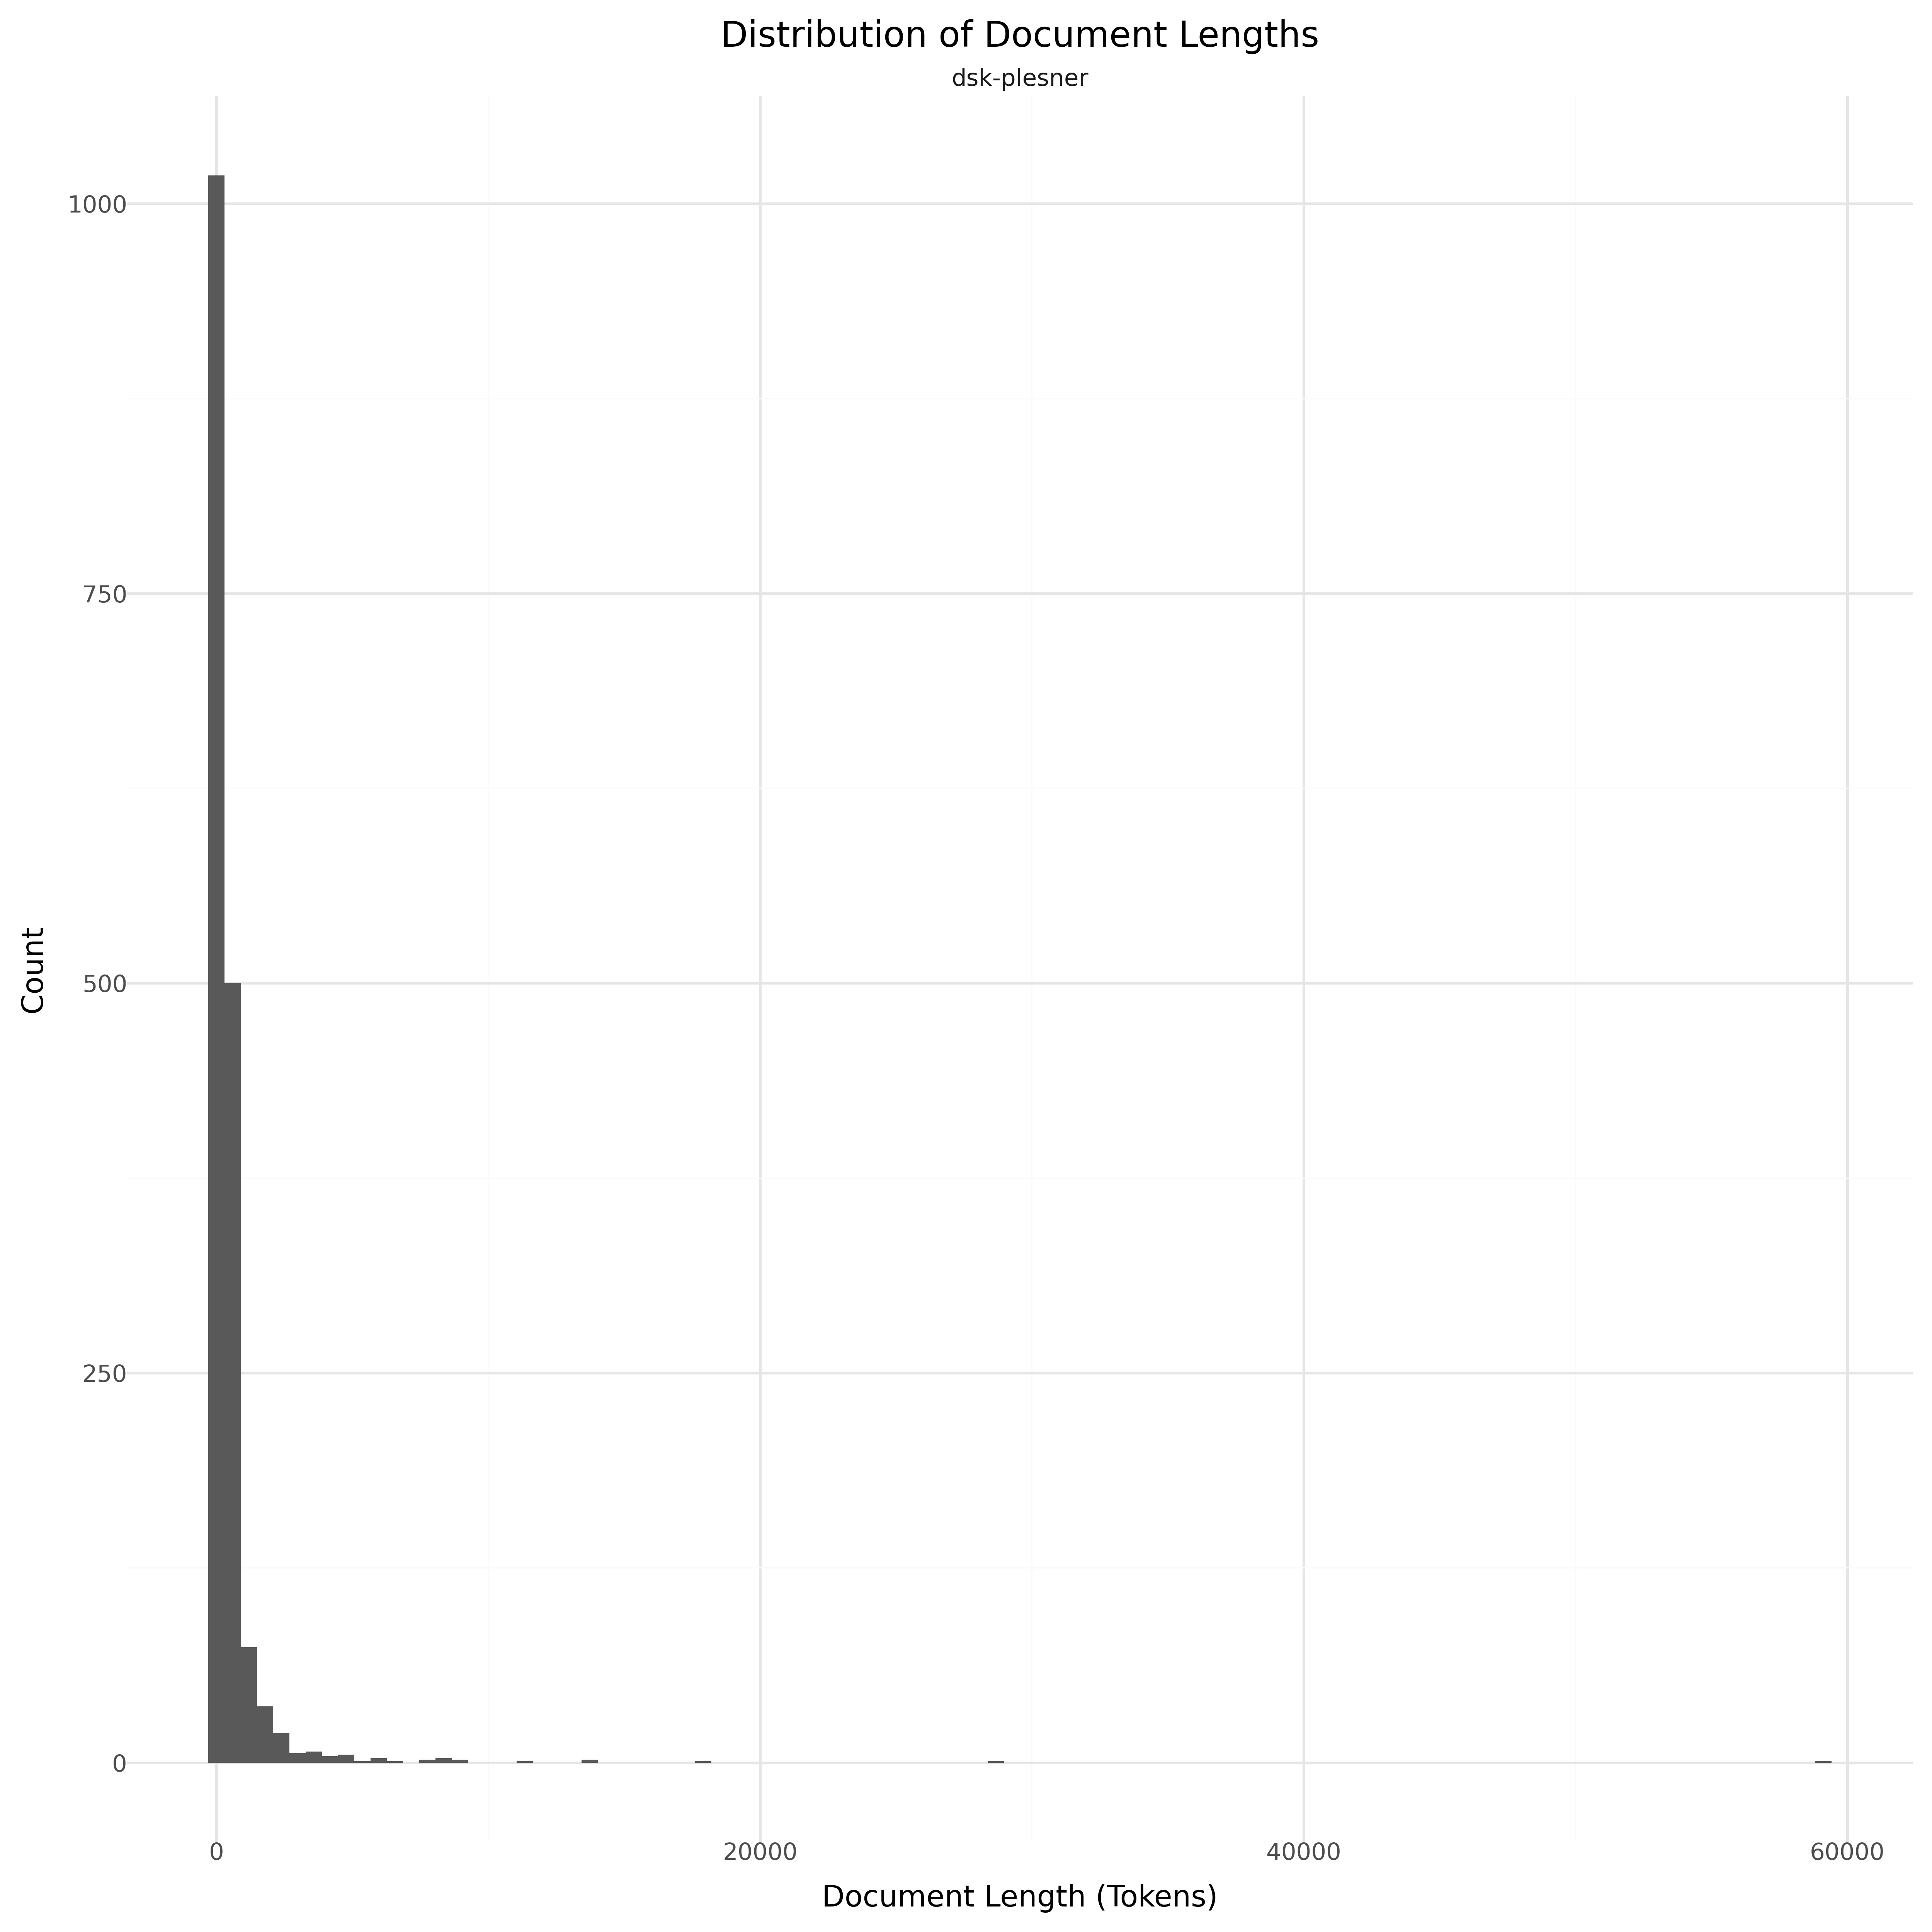 Distribution of Document Lengths
dsk-plesner
1000
750
500
250
0
Count
0 20000 40000 60000
Document Length (Tokens)